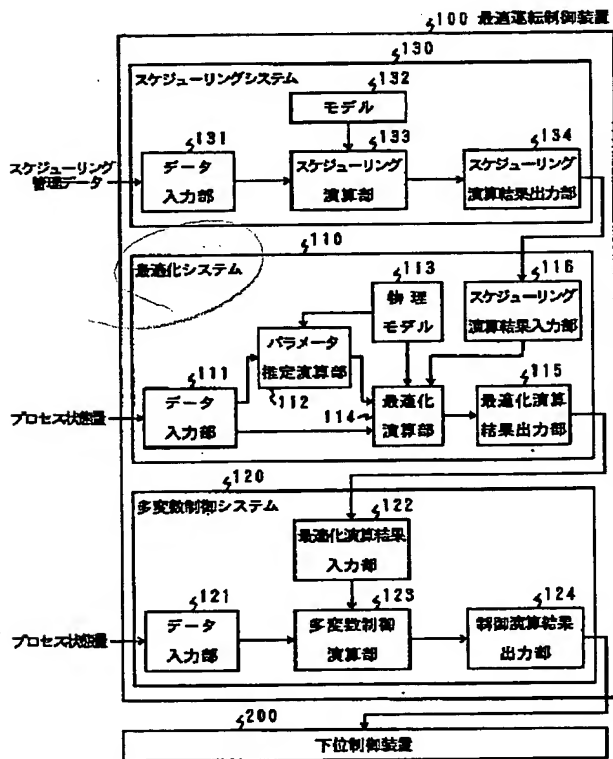 100 最適運転制御装置
130
スケジューリングシステム
132
モデル
131
133
134
スケジューリング
管理データ
データ
入力部
スケジューリング
演算部
スケジューリング
演算結果出力部
110
最適化システム
113
116
物理
モデル
スケジューリング
演算結果入力部
パラメータ
推定演算部
111
112
114
115
プロセス状態量
データ
入力部
最適化
演算部
最適化演算
結果出力部
120
多変数制御システム
122
最適化演算結果
入力部
121
123
124
プロセス状態量
データ
入力部
多変数制御
演算部
制御演算結果
出力部
200
下位制御装置